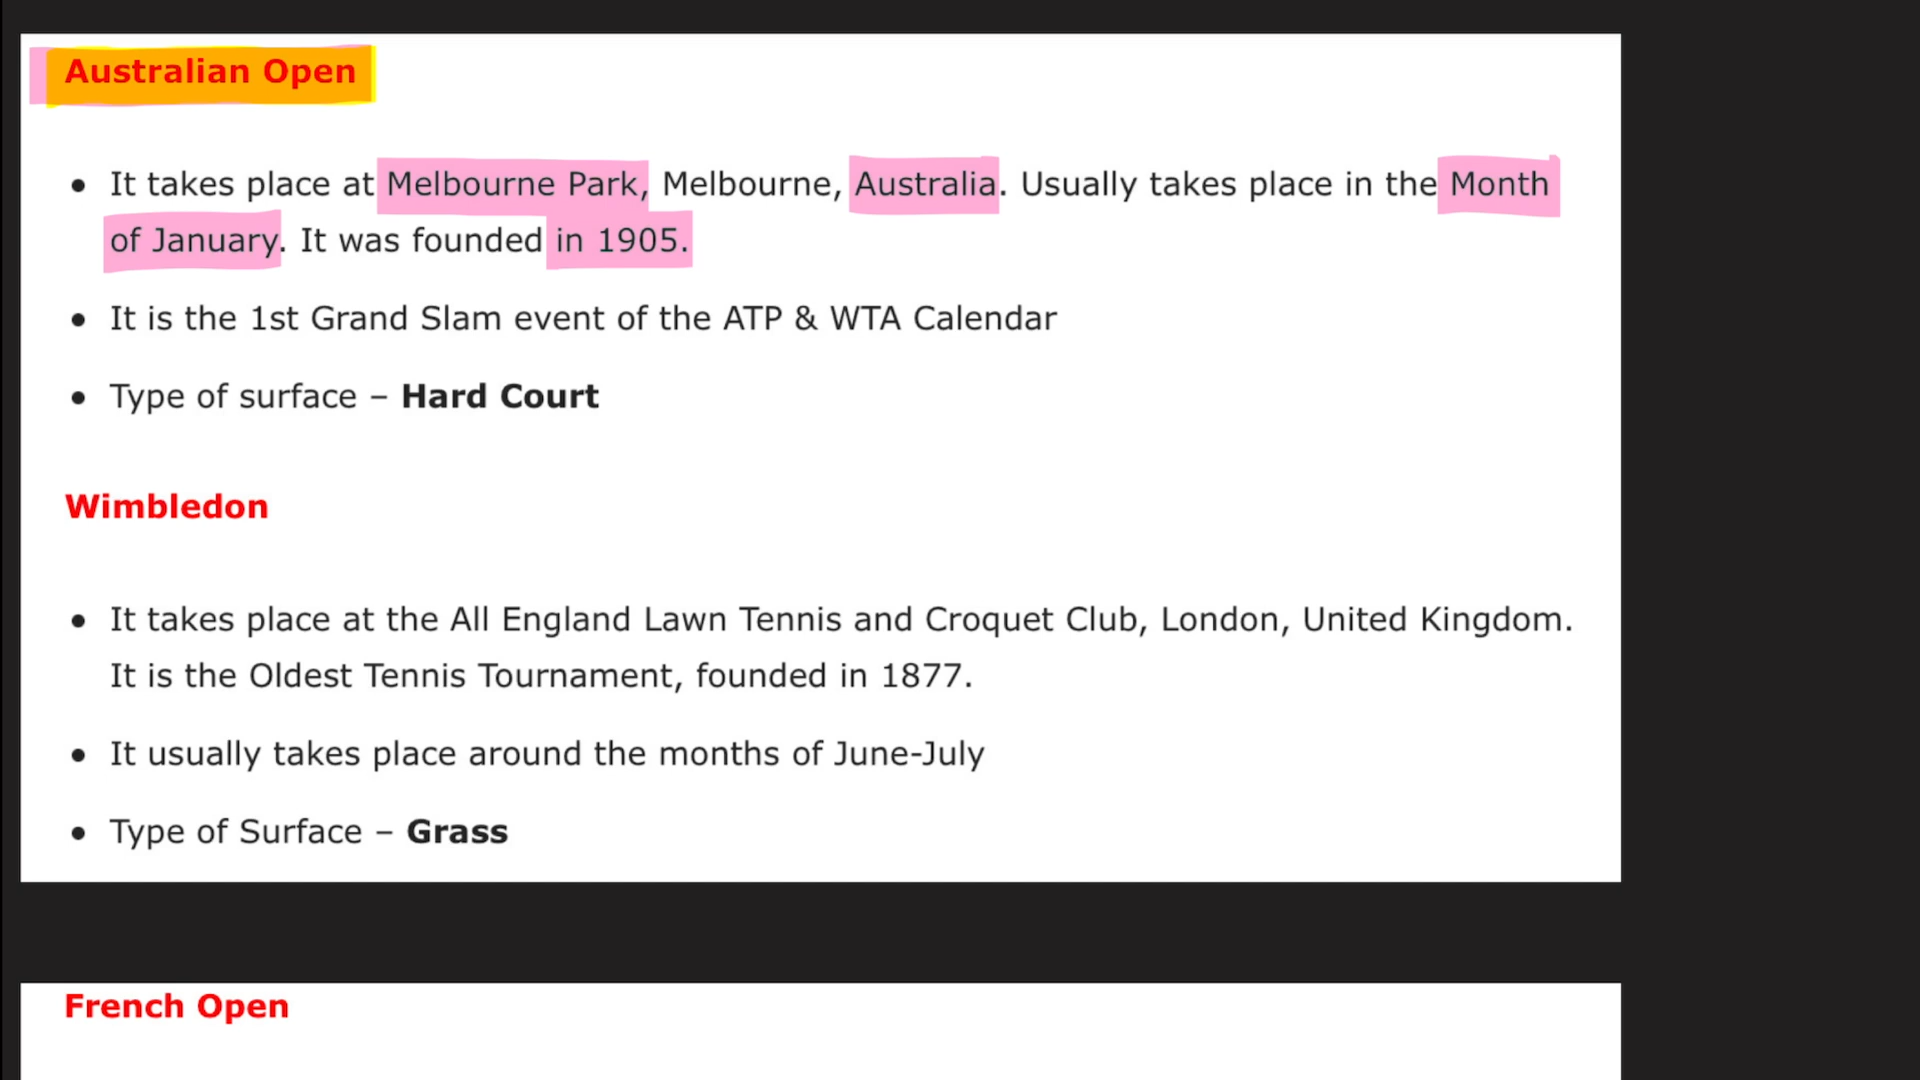 Australian Open
• It takes place at Melbourne Park, Melbourne, Australia. Usually takes place in the Month
of January. It was founded in 1905.
• It is the 1st Grand Slam event of the ATP & WTA Calendar
• Type of surface – Hard Court
Wimbledon
• It takes place at the All England Lawn Tennis and Croquet Club, London, United Kingdom.
It is the Oldest Tennis Tournament, founded in 1877.
• It usually takes place around the months of June-July
• Type of Surface – Grass
French Open